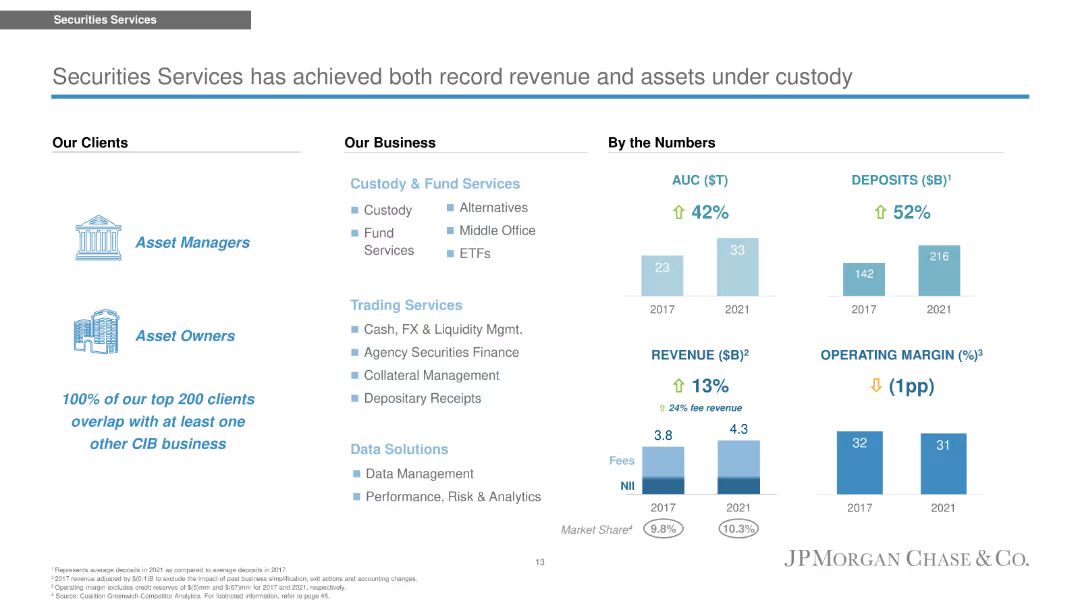 Securities Services
Securities Services has achieved both record revenue and assets under custody
Our Clients
Asset Managers
Asset Owners
100% of our top 200 clients
overlap with at least one
other CIB business
Our Business
Custody & Fund Services
Custody
Fund
Services
Alternatives
Middle Office
ETFs
Trading Services
Cash, FX & Liquidity Mgmt.
Agency Securities Finance
Collateral Management
Depositary Receipts
Data Solutions
Data Management
Performance, Risk & Analytics
By the Numbers
AUC ($T)
42%
23
33
2017 2021
DEPOSITS ($B)1
52%
142
216
2017 2021
REVENUE ($B)2
13%
24% fee revenue
3.8
4.3
Fees
NII
2017 2021
Market Share4 9.8% 10.3%
OPERATING MARGIN (%)3
(1pp)
32
31
2017 2021
1 Represents average deposits in 2021 as compared to average deposits in 2017.
2 2017 revenue adjusted by $(0.1)B to exclude the impact of past business simplification, exit actions and accounting changes.
3 Operating margin excludes credit reserves of $(5)mm and $(67)mm for 2017 and 2021, respectively.
4 Source: Coalition Greenwich Competitor Analytics. For footnoted information, refer to page 45.
13
JPMORGAN CHASE & CO.